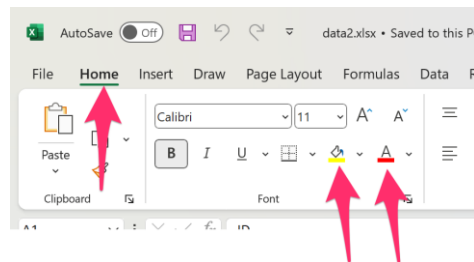 AutoSave Off data2.xlsx • Saved to this P
File Home Insert Draw Page Layout Formulas Data
Calibri 11 A A
Paste B I U A
Clipboard Font
A1 fx ID